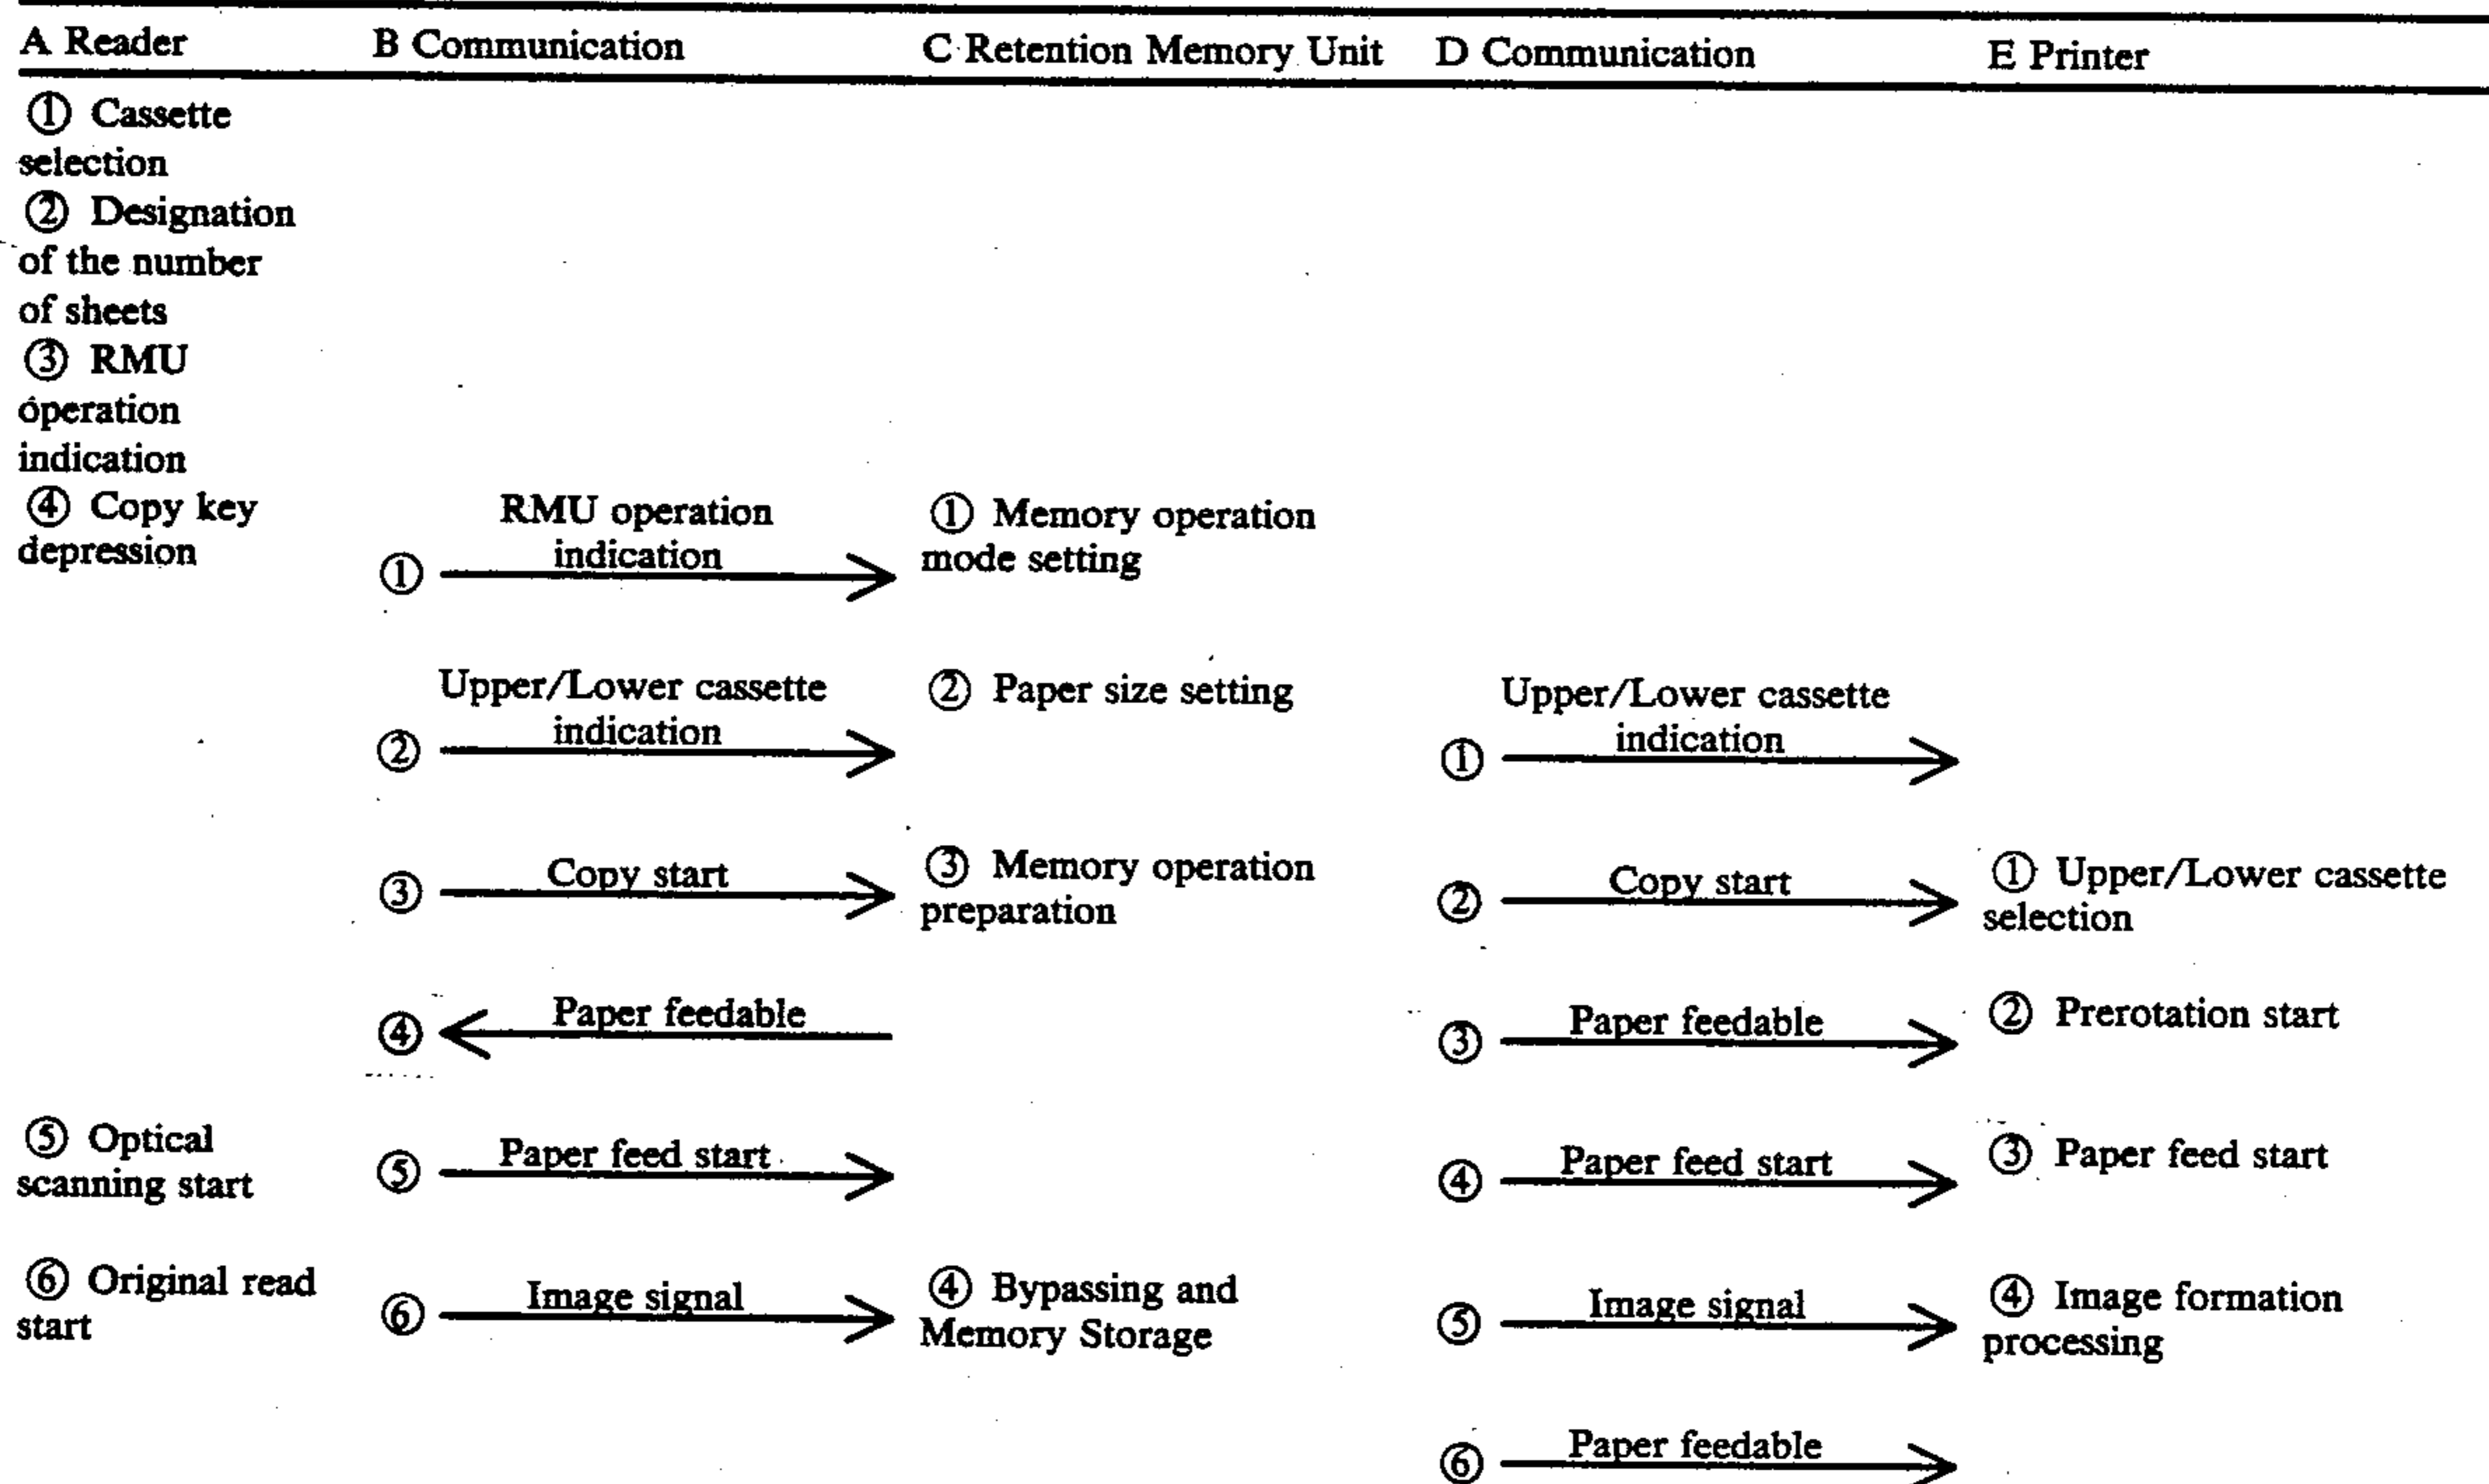 A Reader B Communication C Retention Memory Unit D Communication E Printer
① Cassette
selection
② Designation
of the number
of sheets
③ RMU
operation
indication
④ Copy key RMU operation ① Memory operation
depression indication mode setting
①
Upper/Lower cassette ② Paper size setting Upper/Lower cassette
indication indication
② ①
③ Copy start ③ Memory operation ② Copy start ① Upper/Lower cassette
preparation selection
④ Paper feedable ③ Paper feedable ② Prerotation start
⑤ Optical ⑤ Paper feed start ④ Paper feed start ③ Paper feed start
scanning start
⑥ Original read ⑥ Image signal ④ Bypassing and ⑤ Image signal ④ Image formation
start Memory Storage processing
⑥ Paper feedable